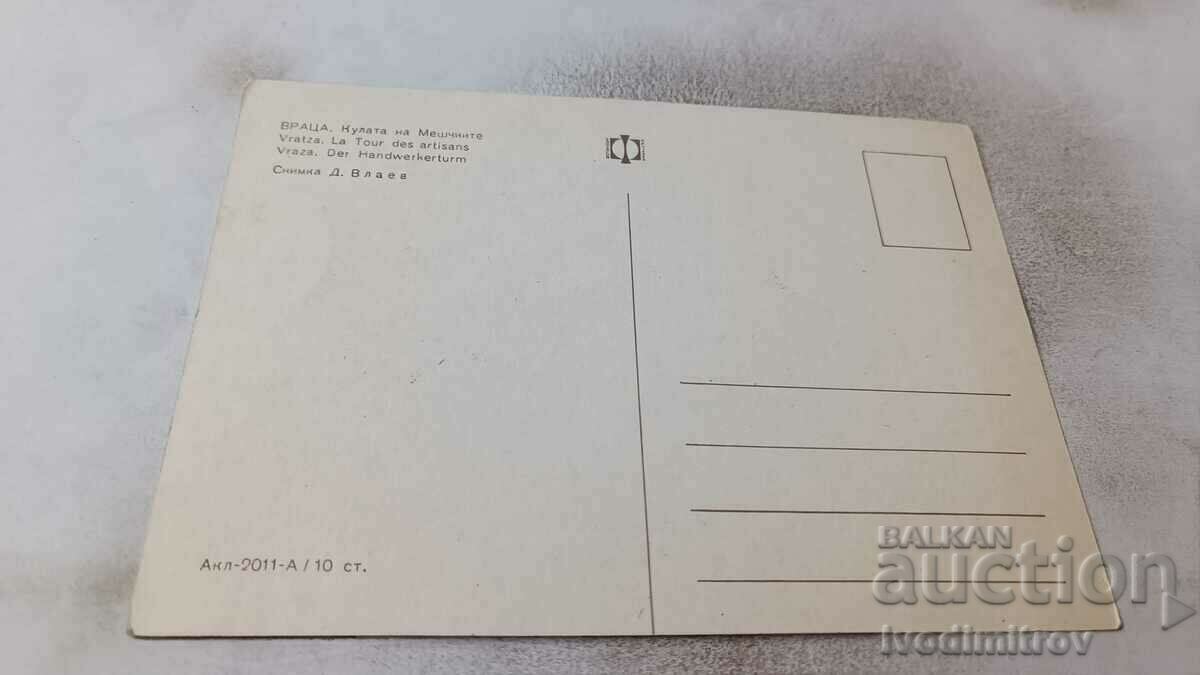 ВРАЦА. Кулата на Мешчиите
Vratza. La Tour des artisans
Vraza. Der Handwerkerturm
Снимка Д. Влаев
Акл-2011-А / 10 ст.
BALKAN
auction
Ivodimitrov